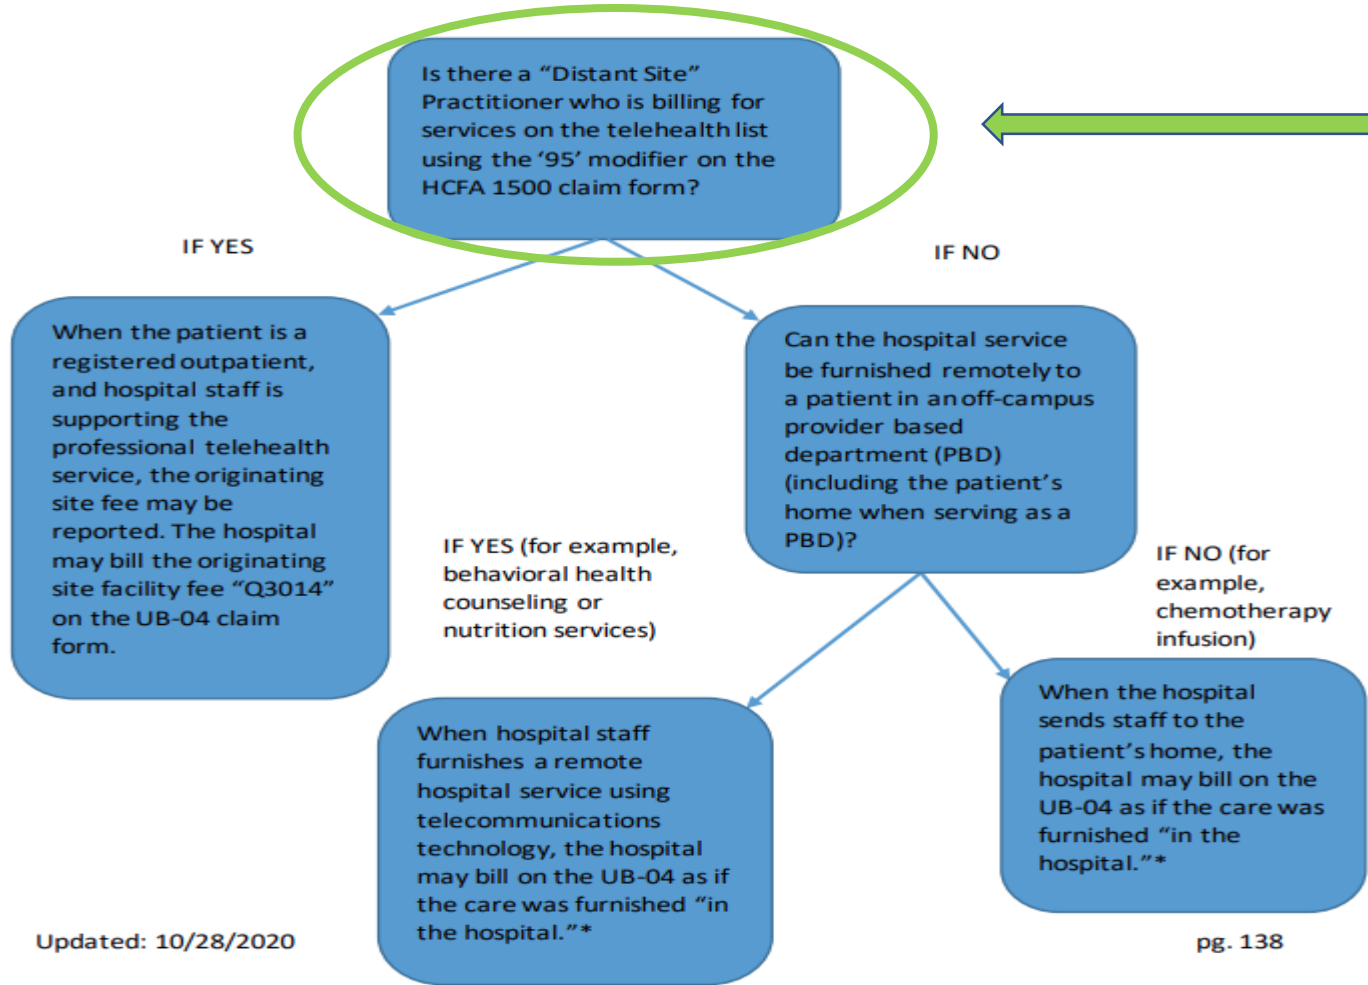 Is there a “Distant Site”
Practitioner who is billing for
services on the telehealth list
using the ‘95’ modifier on the
HCFA 1500 claim form?
IF YES
IF NO
When the patient is a
registered outpatient,
and hospital staff is
supporting the
professional telehealth
service, the originating
site fee may be
reported. The hospital
may bill the originating
site facility fee “Q3014”
on the UB-04 claim
form.
Can the hospital service
be furnished remotely to
a patient in an off-campus
provider based
department (PBD)
(including the patient’s
home when serving as a
PBD)?
IF YES (for example,
behavioral health
counseling or
nutrition services)
IF NO (for
example,
chemotherapy
infusion)
When hospital staff
furnishes a remote
hospital service using
telecommunications
technology, the hospital
may bill on the UB-04 as if
the care was furnished “in
the hospital.”*
When the hospital
sends staff to the
patient’s home, the
hospital may bill on the
UB-04 as if the care was
furnished “in the
hospital.”*
Updated: 10/28/2020
pg. 138